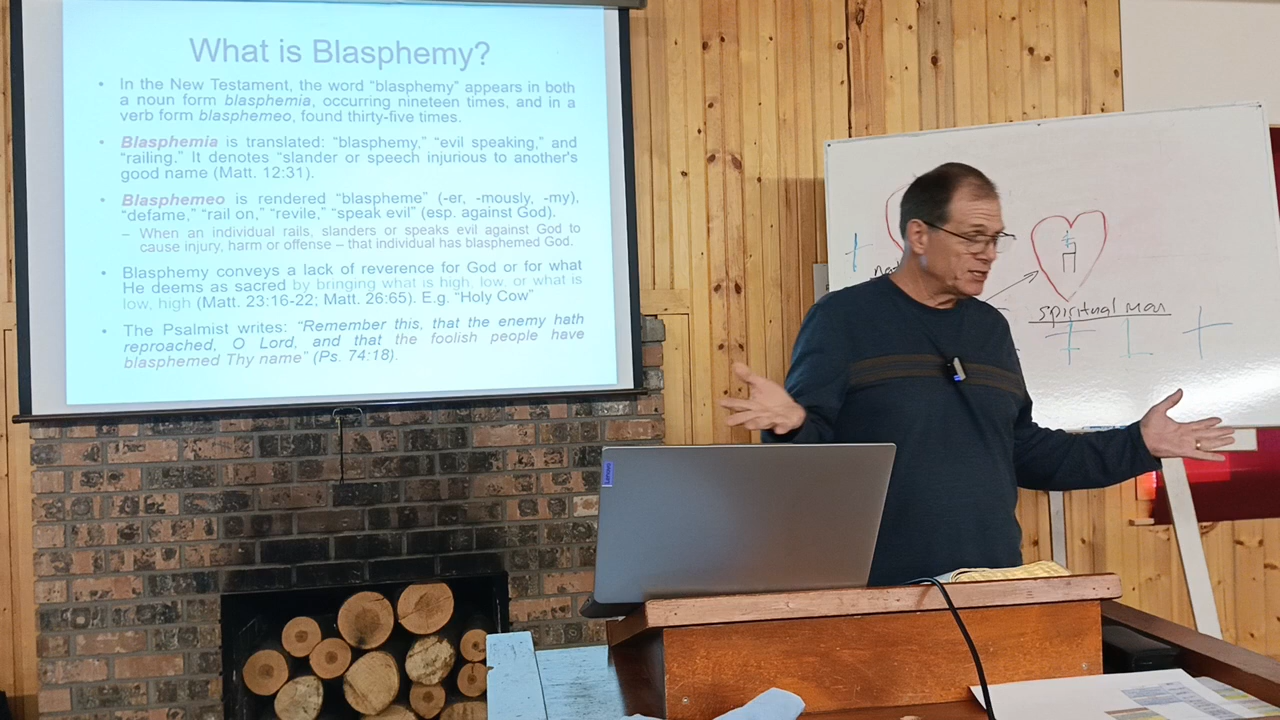 What is Blasphemy?
• In the New Testament, the word "blasphemy" appears in both
a noun form blasphemia, occurring nineteen times, and in a
verb form blasphemeo, found thirty-five times.
• Blasphemia is translated: "blasphemy," "evil speaking," and
"railing." It denotes "slander or speech injurious to another's
good name (Matt. 12:31).
• Blasphemeo is rendered "blaspheme" (-er, -mously, -my),
"defame," "rail on," "revile," "speak evil" (esp. against God).
– When an individual rails, slanders or speaks evil against God to
cause injury, harm or offense – that individual has blasphemed God.
• Blasphemy conveys a lack of reverence for God or for what
He deems as sacred by bringing what is high, low, or what is
low, high (Matt. 23:16-22; Matt. 26:65). E.g. "Holy Cow"
• The Psalmist writes: "Remember this, that the enemy hath
reproached, O Lord, and that the foolish people have
blasphemed Thy name" (Ps. 74:18).
spiritual man
Lenovo